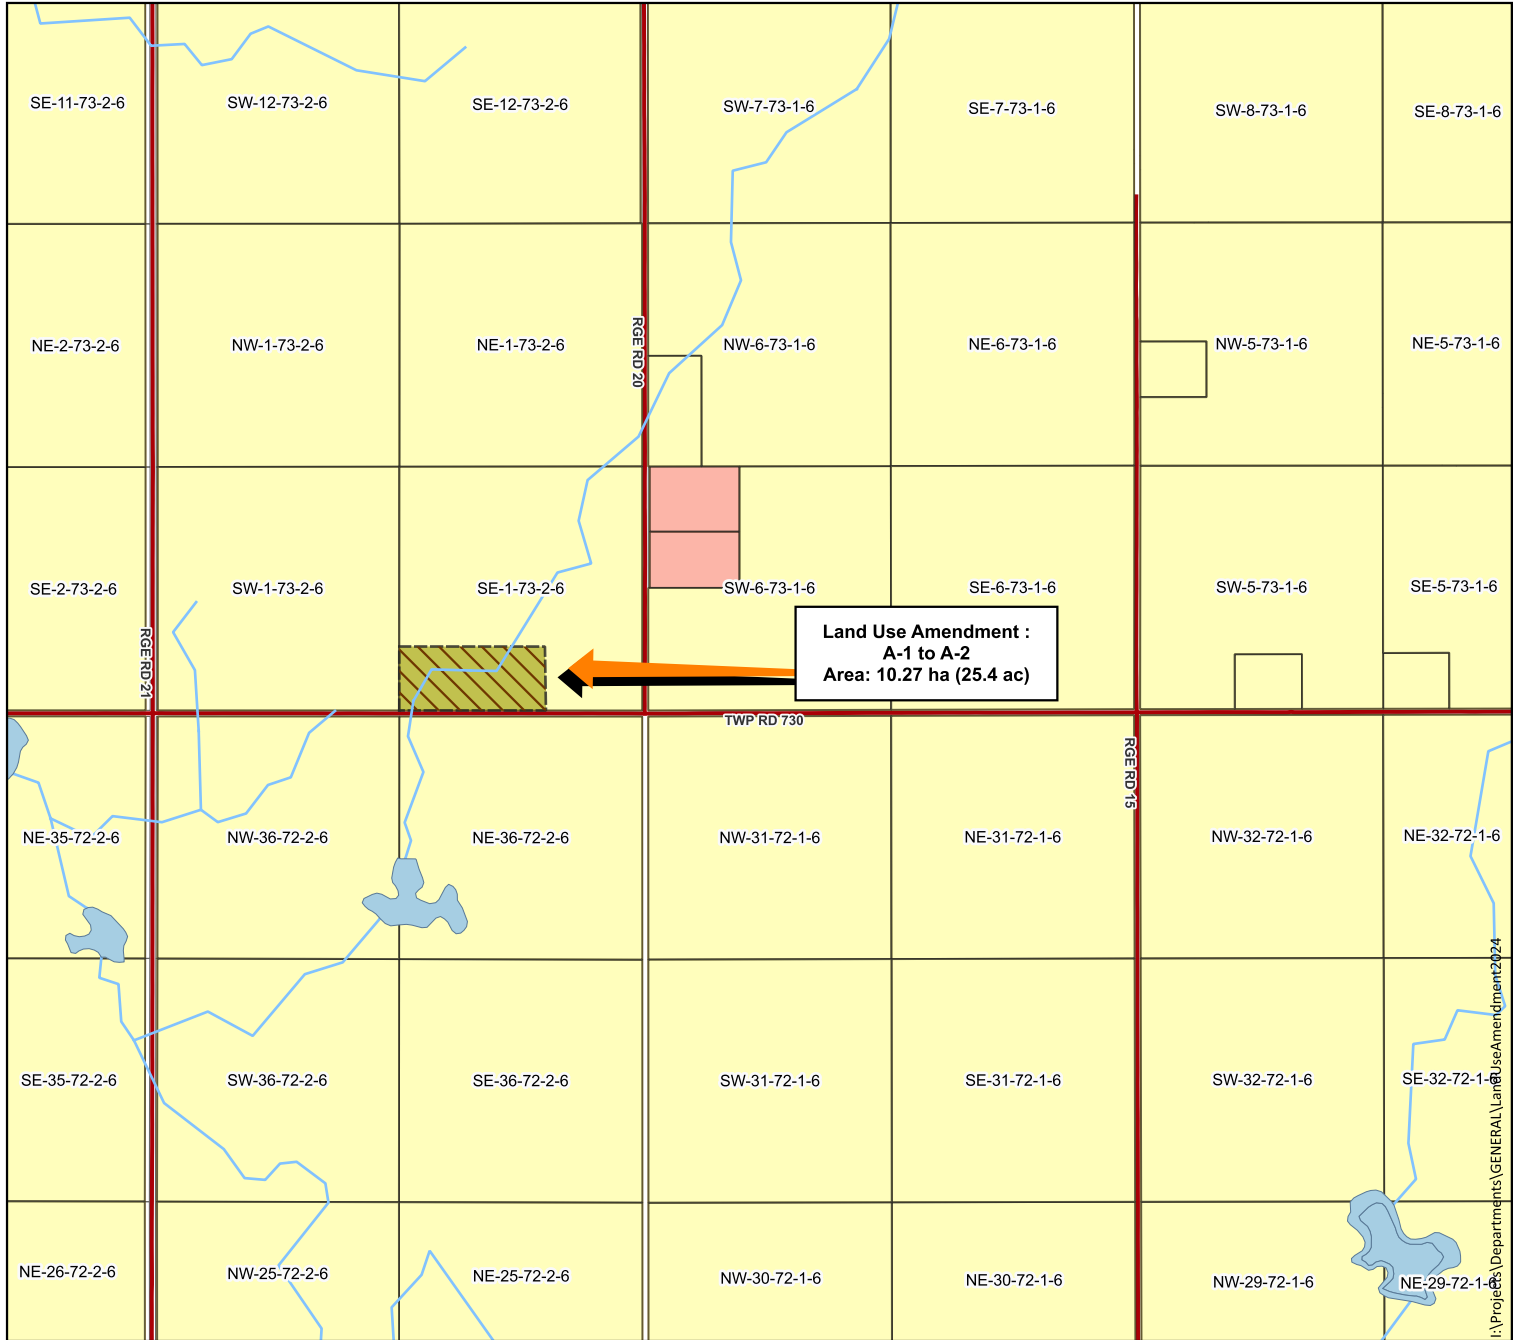 SE-11-73-2-6
SW-12-73-2-6
SE-12-73-2-6
SW-7-73-1-6
SE-7-73-1-6
SW-8-73-1-6
SE-8-73-1-6
NE-2-73-2-6
NW-1-73-2-6
NE-1-73-2-6
RGE RD 20
NW-6-73-1-6
NE-6-73-1-6
NW-5-73-1-6
NE-5-73-1-6
SE-2-73-2-6
SW-1-73-2-6
SE-1-73-2-6
SW-6-73-1-6
SE-6-73-1-6
SW-5-73-1-6
SE-5-73-1-6
RGE RD 21
Land Use Amendment :
A-1 to A-2
Area: 10.27 ha (25.4 ac)
TWP RD 730
RGE RD 15
NE-35-72-2-6
NW-36-72-2-6
NE-36-72-2-6
NW-31-72-1-6
NE-31-72-1-6
NW-32-72-1-6
NE-32-72-1-6
SE-35-72-2-6
SW-36-72-2-6
SE-36-72-2-6
SW-31-72-1-6
SE-31-72-1-6
SW-32-72-1-6
SE-32-72-1-6
NE-26-72-2-6
NW-25-72-2-6
NE-25-72-2-6
NW-30-72-1-6
NE-30-72-1-6
NW-29-72-1-6
NE-29-72-1-6
I:\Projects\Departments\GENERAL\LandUseAmendment2024